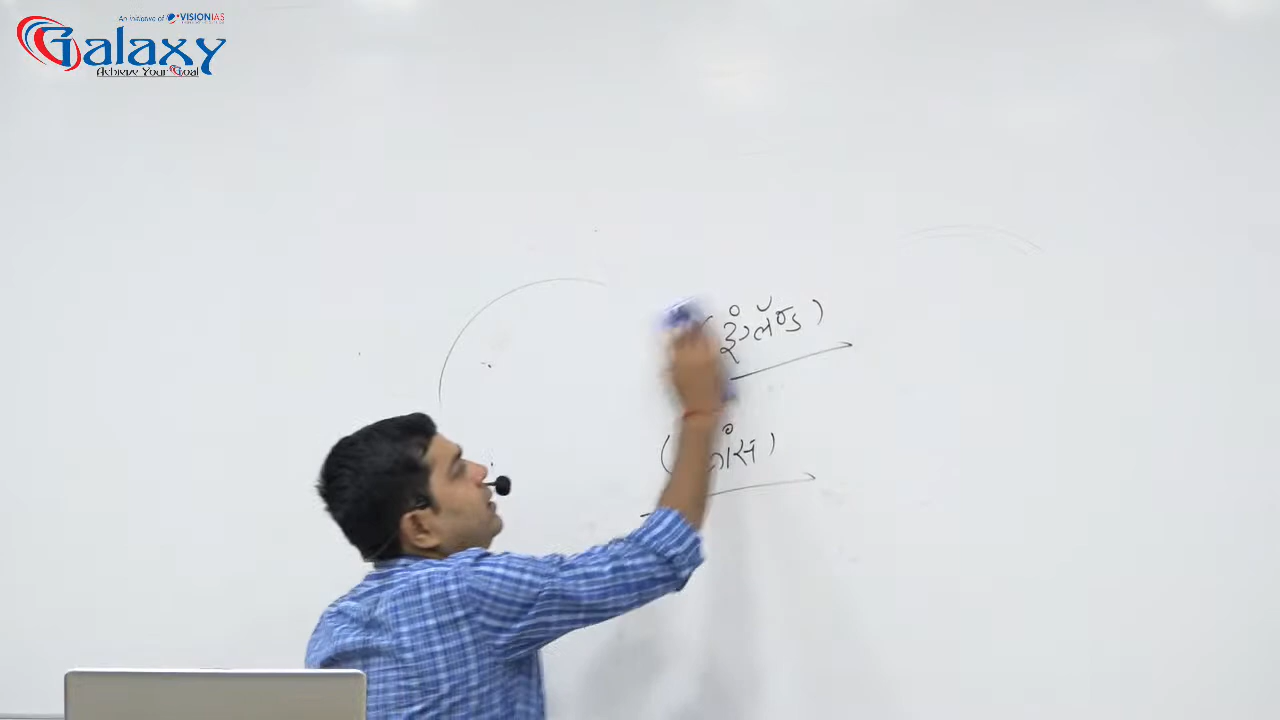 An initiative of VISIONIAS
Galaxy
Achieve Your Goal
(इंग्लॅण्ड)